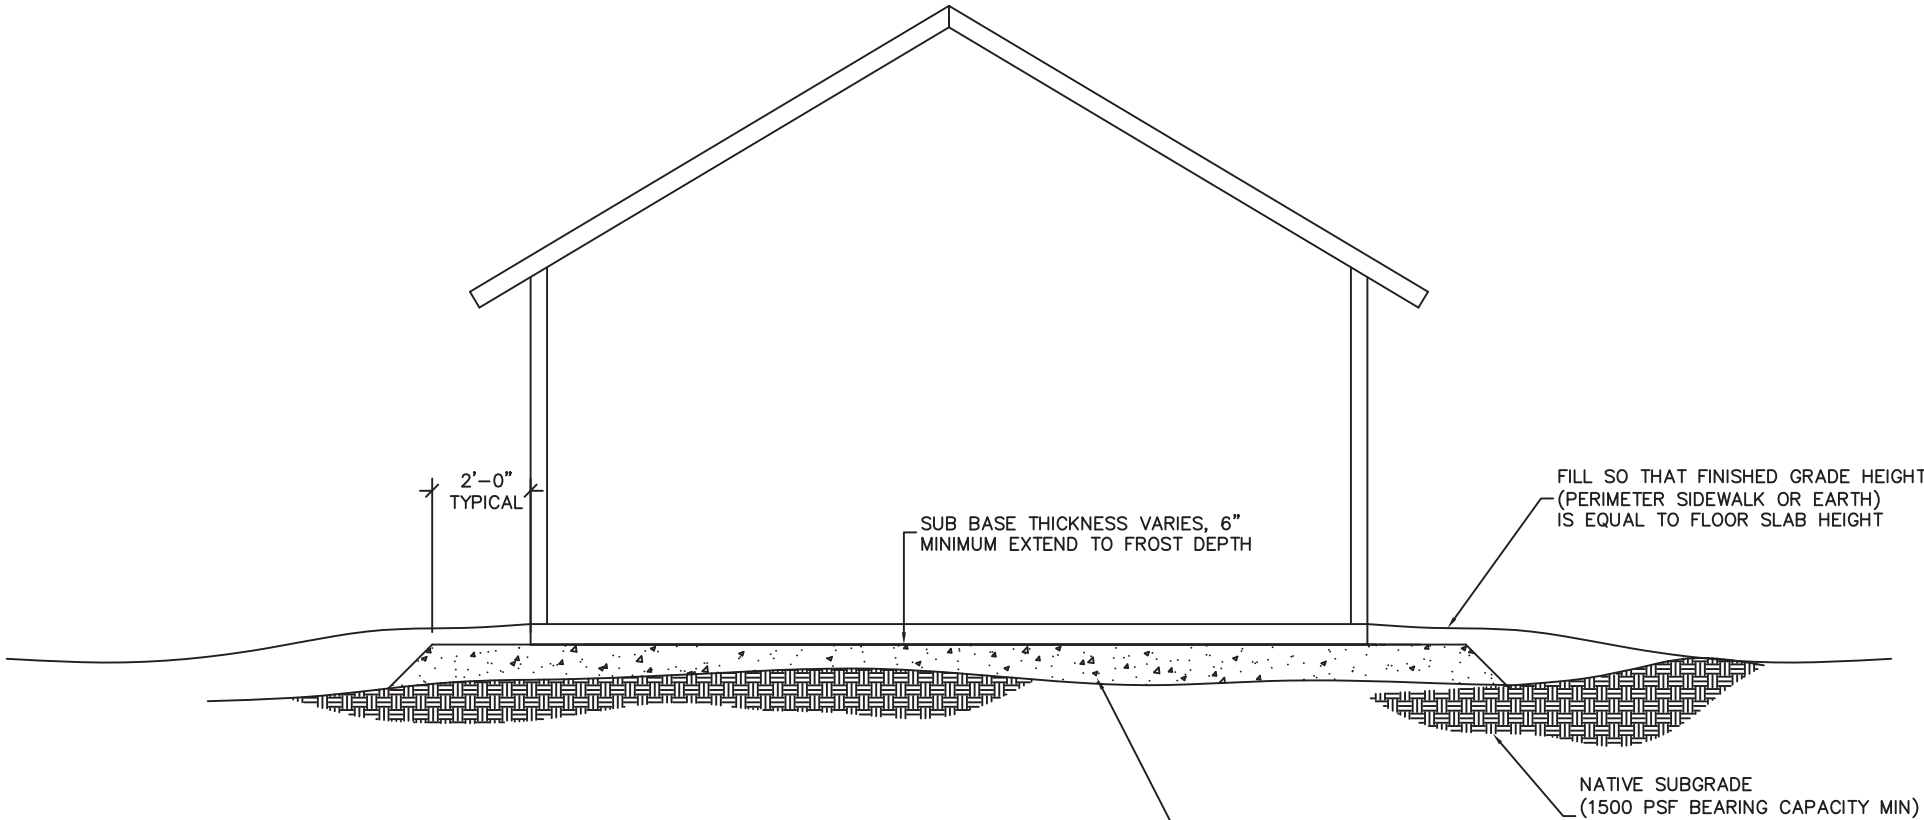 2'-0"
TYPICAL
SUB BASE THICKNESS VARIES, 6"
MINIMUM EXTEND TO FROST DEPTH
FILL SO THAT FINISHED GRADE HEIGHT
(PERIMETER SIDEWALK OR EARTH)
IS EQUAL TO FLOOR SLAB HEIGHT
NATIVE SUBGRADE
(1500 PSF BEARING CAPACITY MIN)